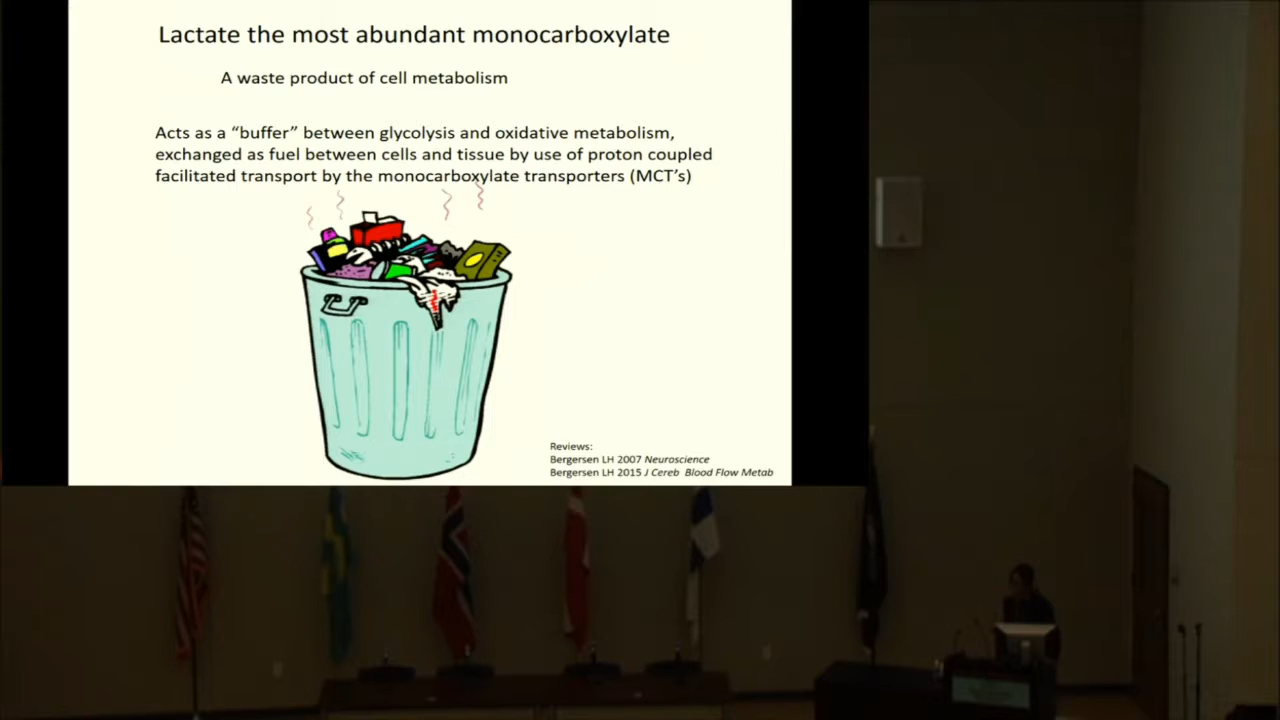 Lactate the most abundant monocarboxylate
A waste product of cell metabolism
Acts as a “buffer” between glycolysis and oxidative metabolism,
exchanged as fuel between cells and tissue by use of proton coupled
facilitated transport by the monocarboxylate transporters (MCT’s)
Reviews:
Bergersen LH 2007 Neuroscience
Bergersen LH 2015 J Cereb Blood Flow Metab